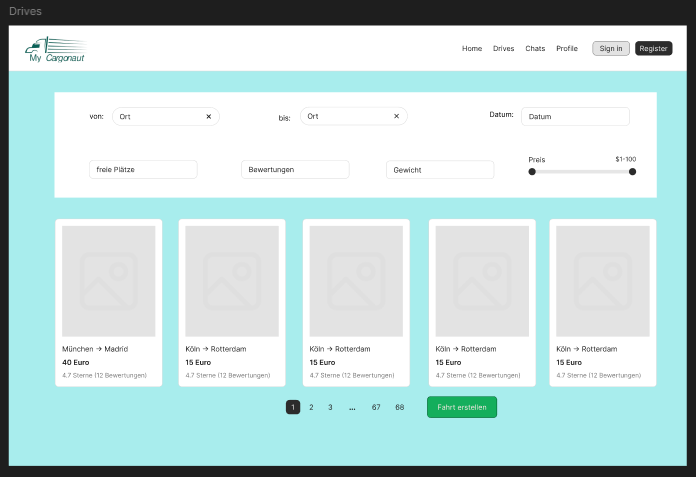 Drives
My Cargonaut
Home Drives Chats Profile Sign in Register
von: Ort bis: Ort Datum: Datum
freie Plätze Bewertungen Gewicht Preis $1-100
München → Madrid
40 Euro
4.7 Sterne (12 Bewertungen)
Köln → Rotterdam
15 Euro
4.7 Sterne (12 Bewertungen)
Köln → Rotterdam
15 Euro
4.7 Sterne (12 Bewertungen)
Köln → Rotterdam
15 Euro
4.7 Sterne (12 Bewertungen)
Köln → Rotterdam
15 Euro
4.7 Sterne (12 Bewertungen)
1 2 3 ... 67 68 Fahrt erstellen